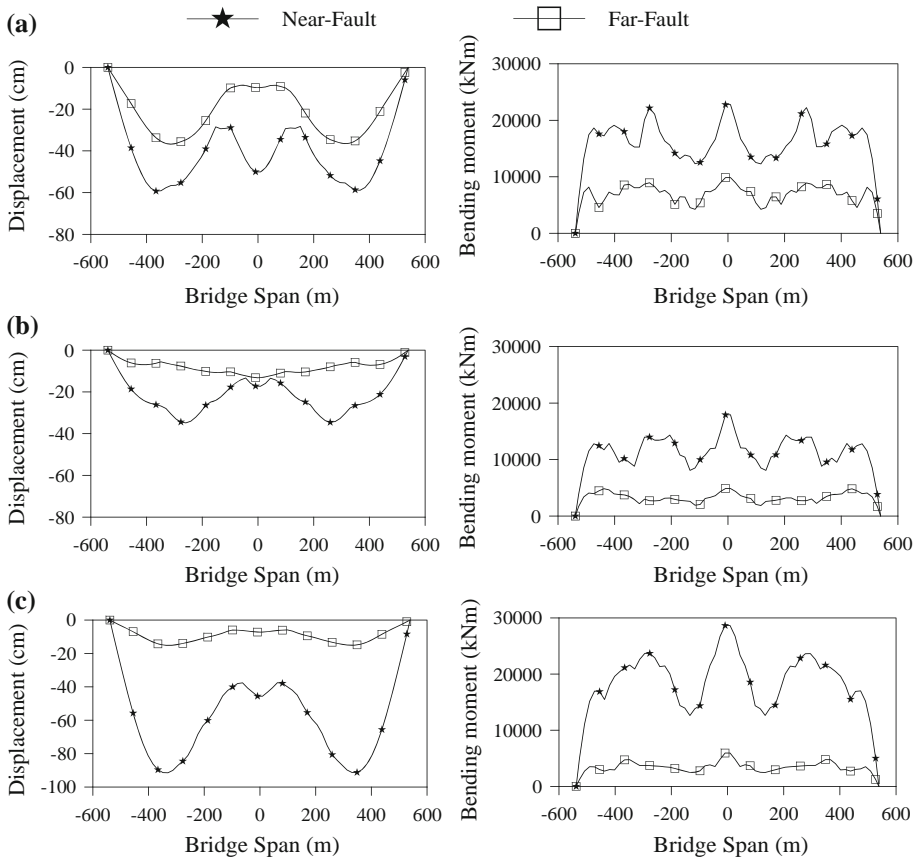 (a)
Near-Fault
Far-Fault
Displacement (cm)
0
-20
-40
-60
-80
-600 -400 -200 0 200 400 600
Bridge Span (m)
Bending moment (kNm)
30000
20000
10000
0
-600 -400 -200 0 200 400 600
Bridge Span (m)
(b)
Displacement (cm)
0
-20
-40
-60
-80
-600 -400 -200 0 200 400 600
Bridge Span (m)
Bending moment (kNm)
30000
20000
10000
0
-600 -400 -200 0 200 400 600
Bridge Span (m)
(c)
Displacement (cm)
0
-20
-40
-60
-80
-100
-600 -400 -200 0 200 400 600
Bridge Span (m)
Bending moment (kNm)
30000
20000
10000
0
-600 -400 -200 0 200 400 600
Bridge Span (m)